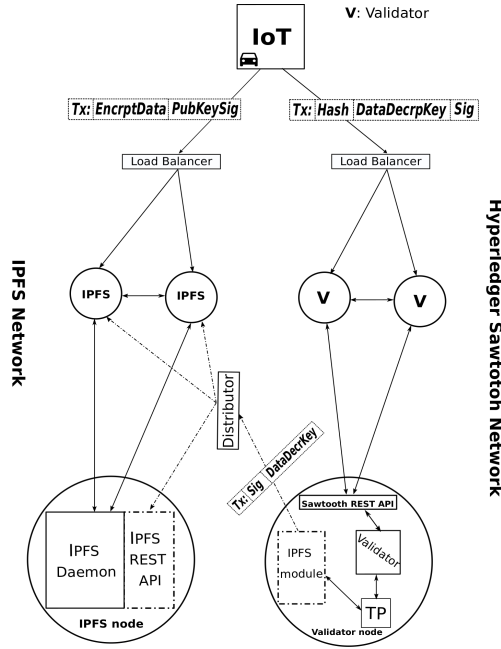 V: Validator
IoT
Tx: EncrptData PubKeySig
Tx: Hash DataDecrpKey Sig
Load Balancer
Load Balancer
IPFS Network
Hyperledger Sawtotoh Network
IPFS
IPFS
V
V
Distributor
Tx: Sig DataDecrKey
Sawtooth REST API
IPFS
Daemon
IPFS
REST
API
IPFS
module
Validator
TP
IPFS node
Validator node